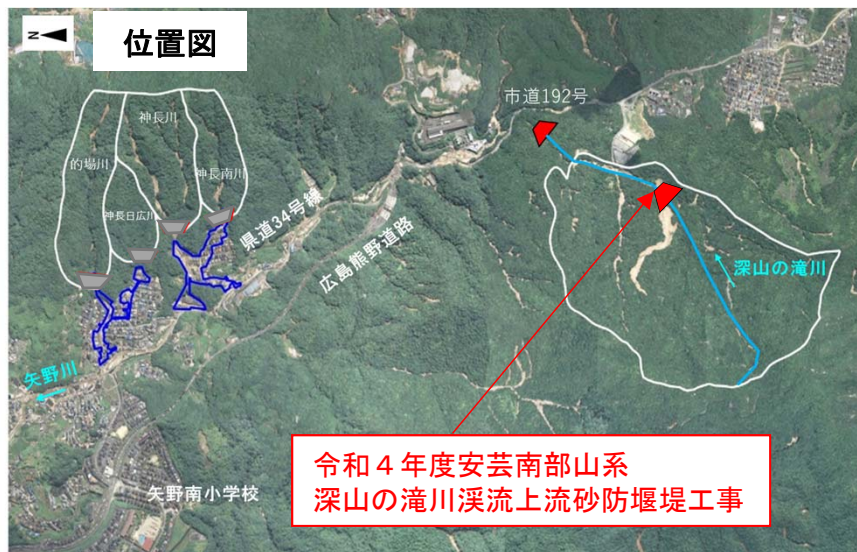 N
位置図
市道192号
神長川
的場川
神長南川
神長日広川
県道34号線
広島熊野道路
深山の滝川
矢野川
矢野南小学校
令和４年度安芸南部山系
深山の滝川渓流上流砂防堰堤工事